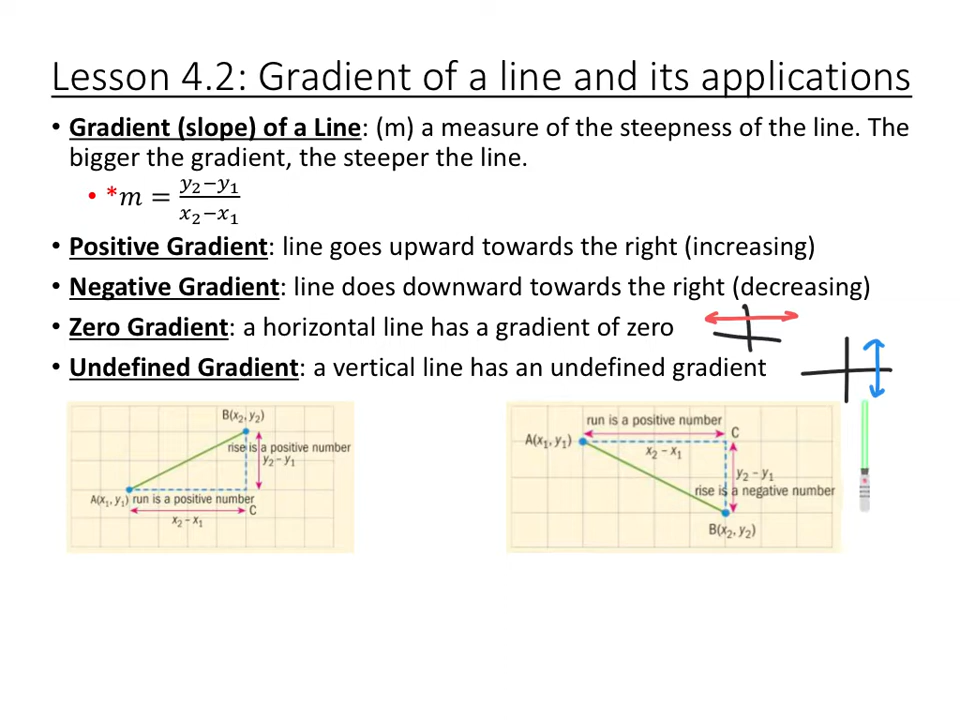 Lesson 4.2: Gradient of a line and its applications
• Gradient (slope) of a Line: (m) a measure of the steepness of the line. The
bigger the gradient, the steeper the line.
• *m = (y₂−y₁)/(x₂−x₁)
• Positive Gradient: line goes upward towards the right (increasing)
• Negative Gradient: line does downward towards the right (decreasing)
• Zero Gradient: a horizontal line has a gradient of zero
• Undefined Gradient: a vertical line has an undefined gradient
B(x₂, y₂)
rise is a positive number
y₂ − y₁
A(x₁, y₁) run is a positive number
C
x₂ − x₁
run is a positive number
A(x₁, y₁)
C
x₂ − x₁
y₂ − y₁
rise is a negative number
B(x₂, y₂)